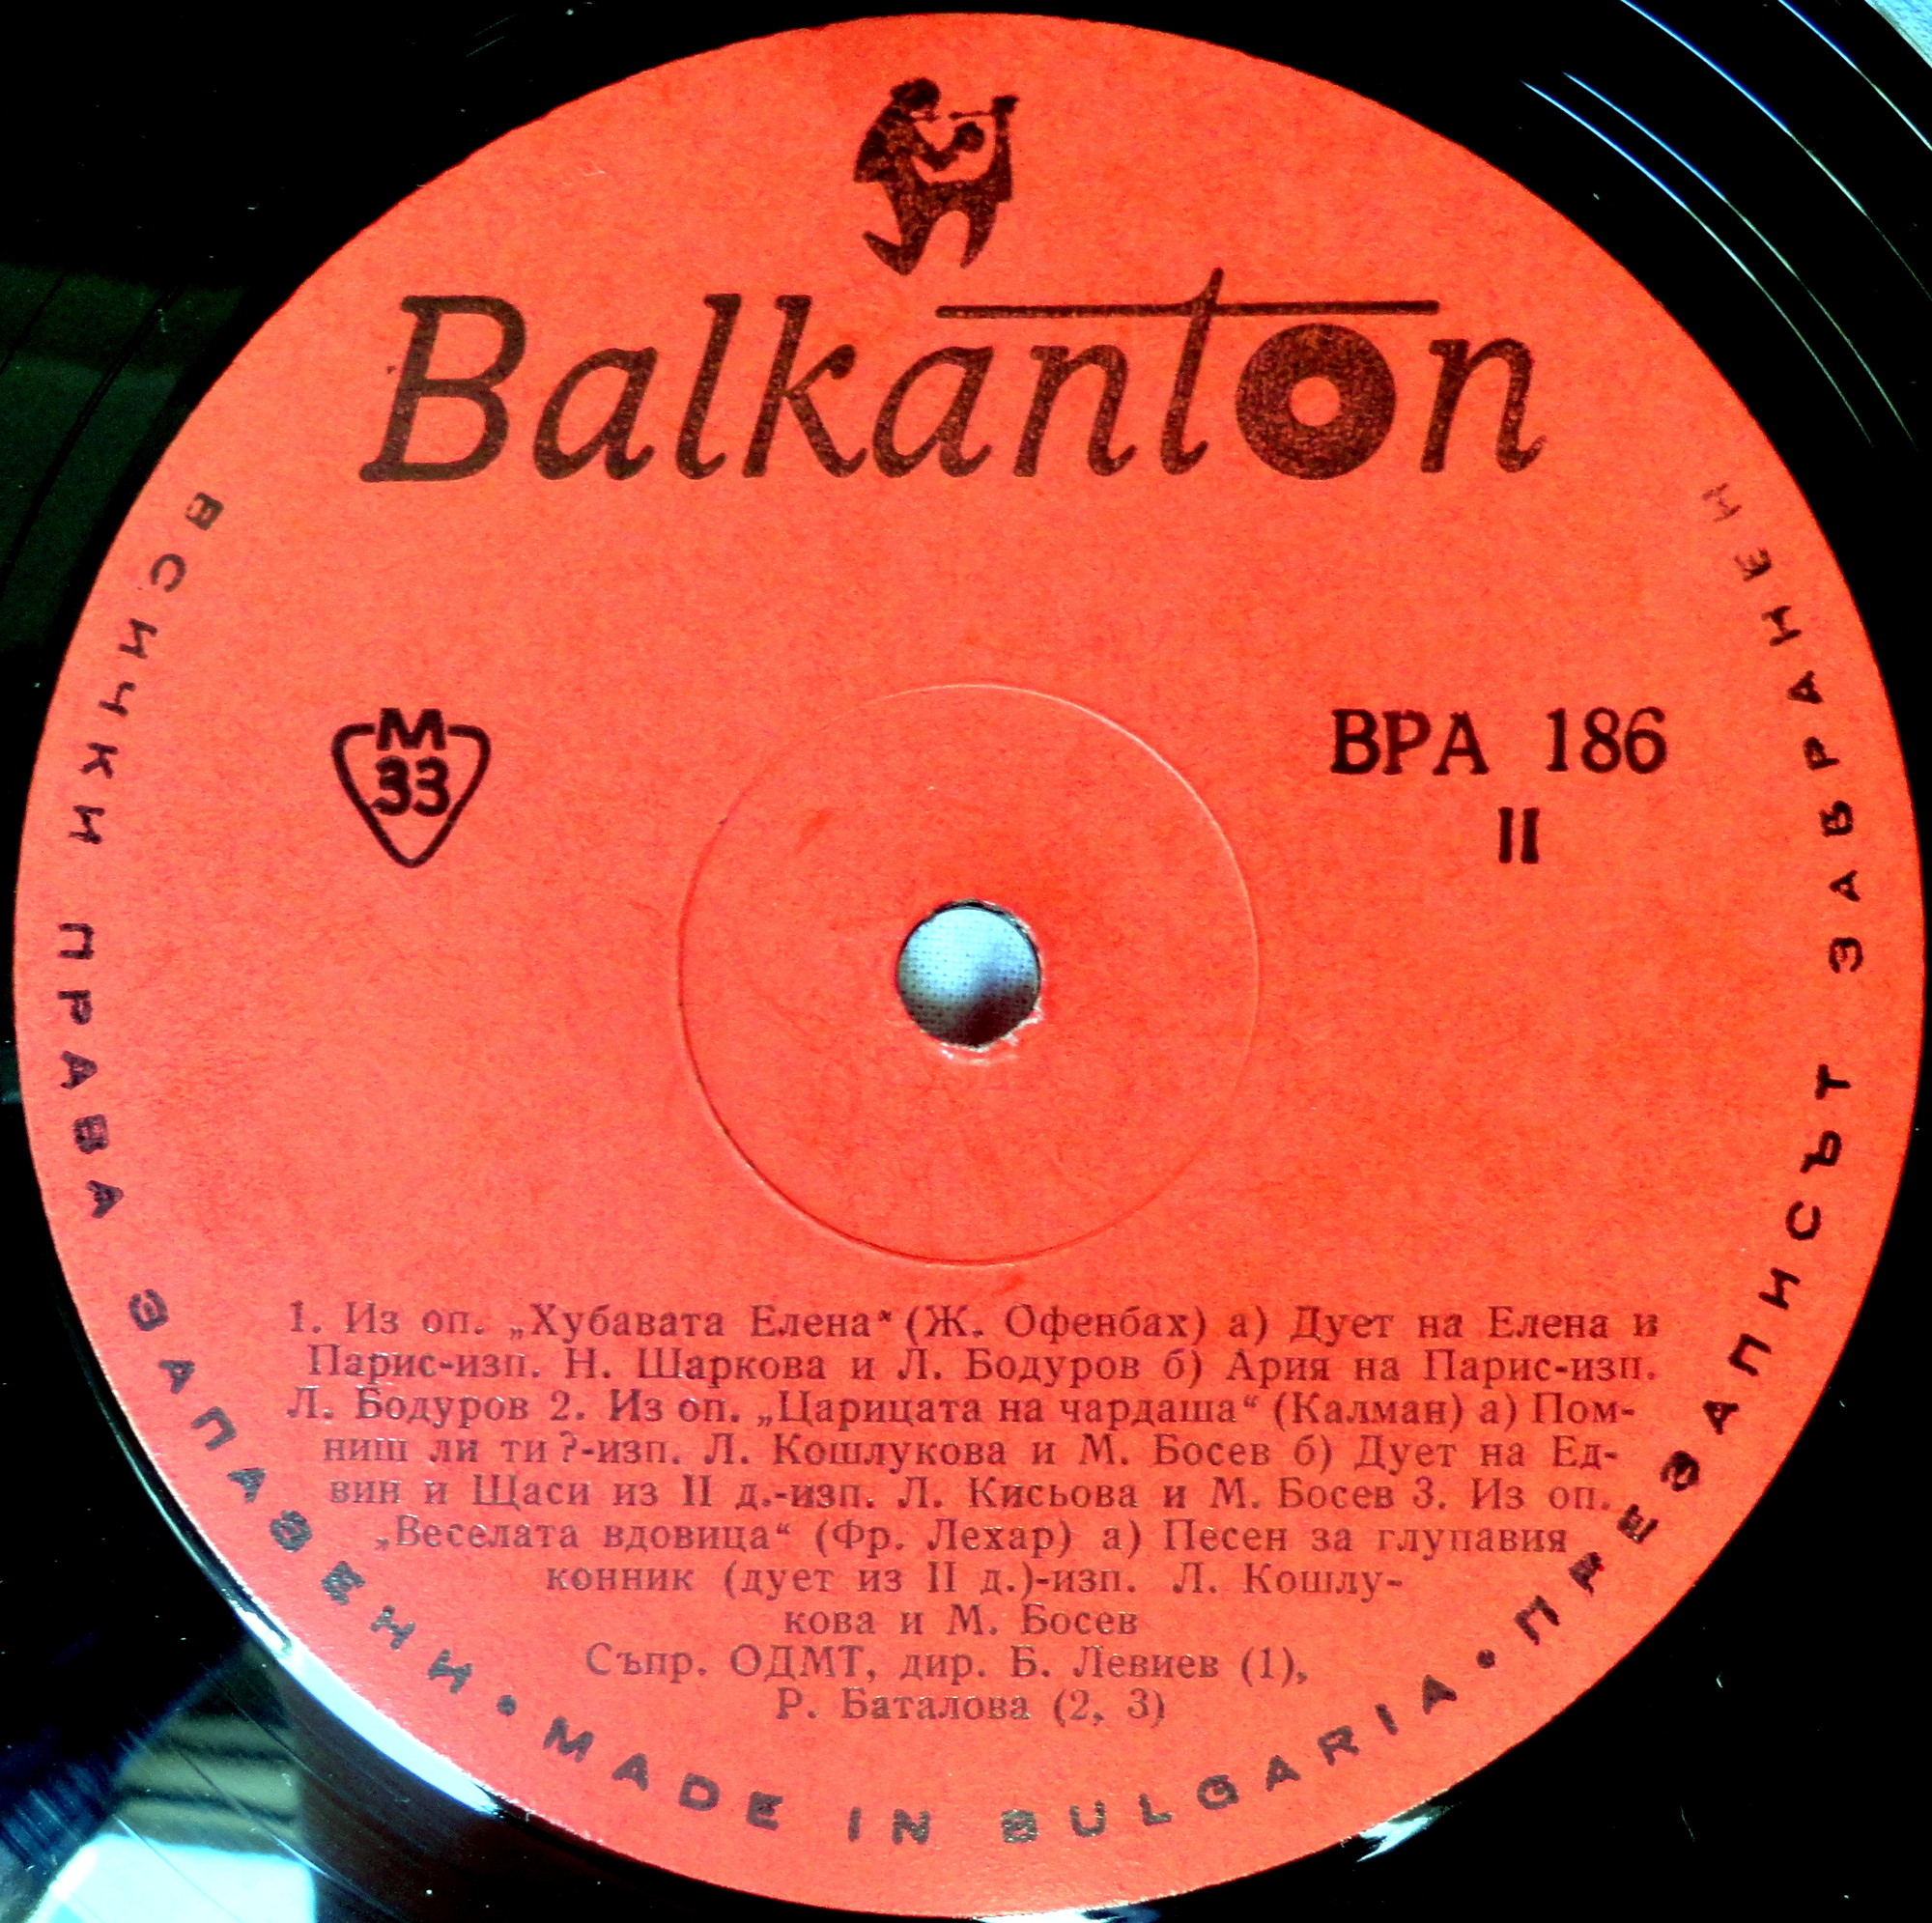 Balkanton
M
33
ВРА 186
II
1. Из оп. „Хубавата Елена“ (Ж. Офенбах) а) Дует на Елена и
Парис-изп. Н. Шаркова и Л. Бодуров б) Ария на Парис-изп.
Л. Бодуров 2. Из оп. „Царицата на чардаша“ (Калман) а) Пом-
ниш ли ти?-изп. Л. Кошлукова и М. Босев б) Дует на Ед-
вин и Щаси из II д.-изп. Л. Кисьова и М. Босев 3. Из оп.
„Веселата вдовица“ (Фр. Лехар) а) Песен за глупавия
конник (дует из II д.)-изп. Л. Кошлу-
кова и М. Босев
Съпр. ОДМТ, дир. Б. Левиев (1),
Р. Баталова (2, 3)
ВСИЧКИ ПРАВА ЗАПАЗЕНИ • MADE IN BULGARIA • ПРЕЗАПИСЪТ ЗАБРАНЕН